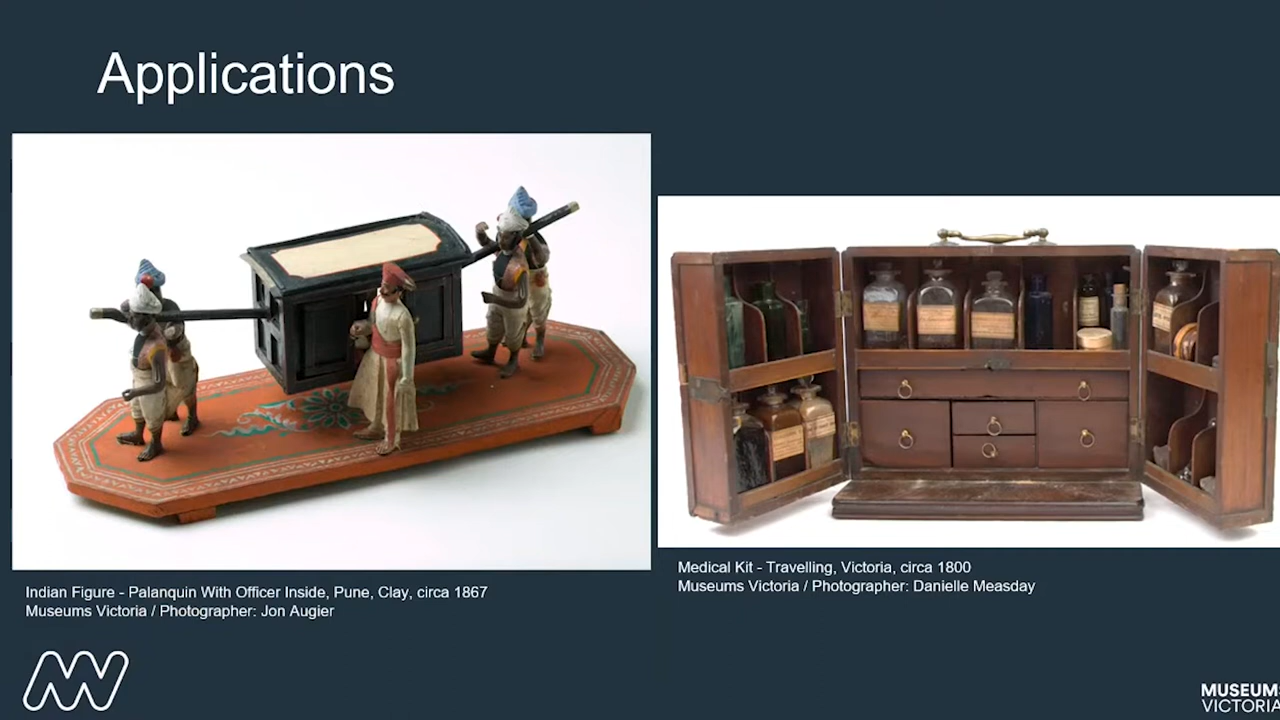 Applications
Indian Figure - Palanquin With Officer Inside, Pune, Clay, circa 1867
Museums Victoria / Photographer: Jon Augier
Medical Kit - Travelling, Victoria, circa 1800
Museums Victoria / Photographer: Danielle Measday
MUSEUMS
VICTORIA